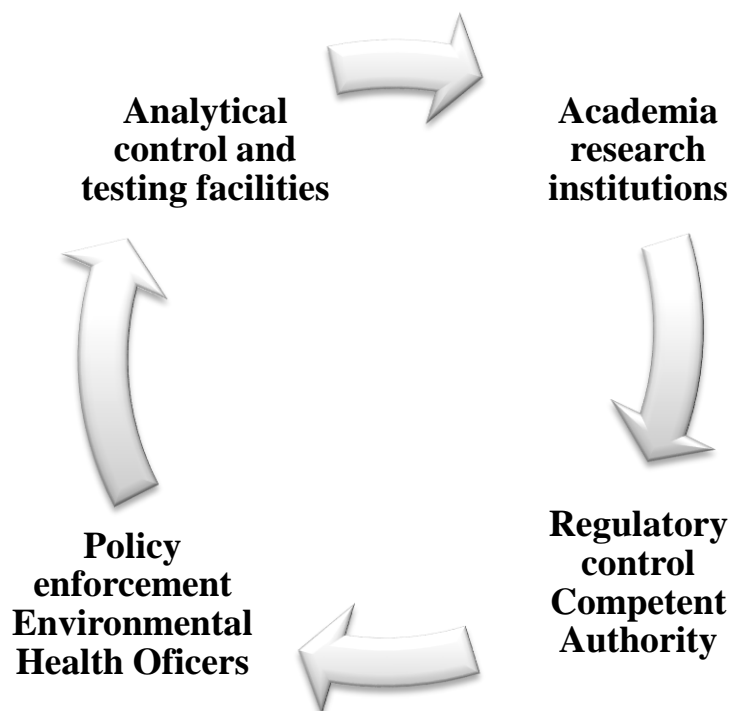 Analytical
control and
testing facilities
Academia
research
institutions
Regulatory
control
Competent
Authority
Policy
enforcement
Environmental
Health Oficers